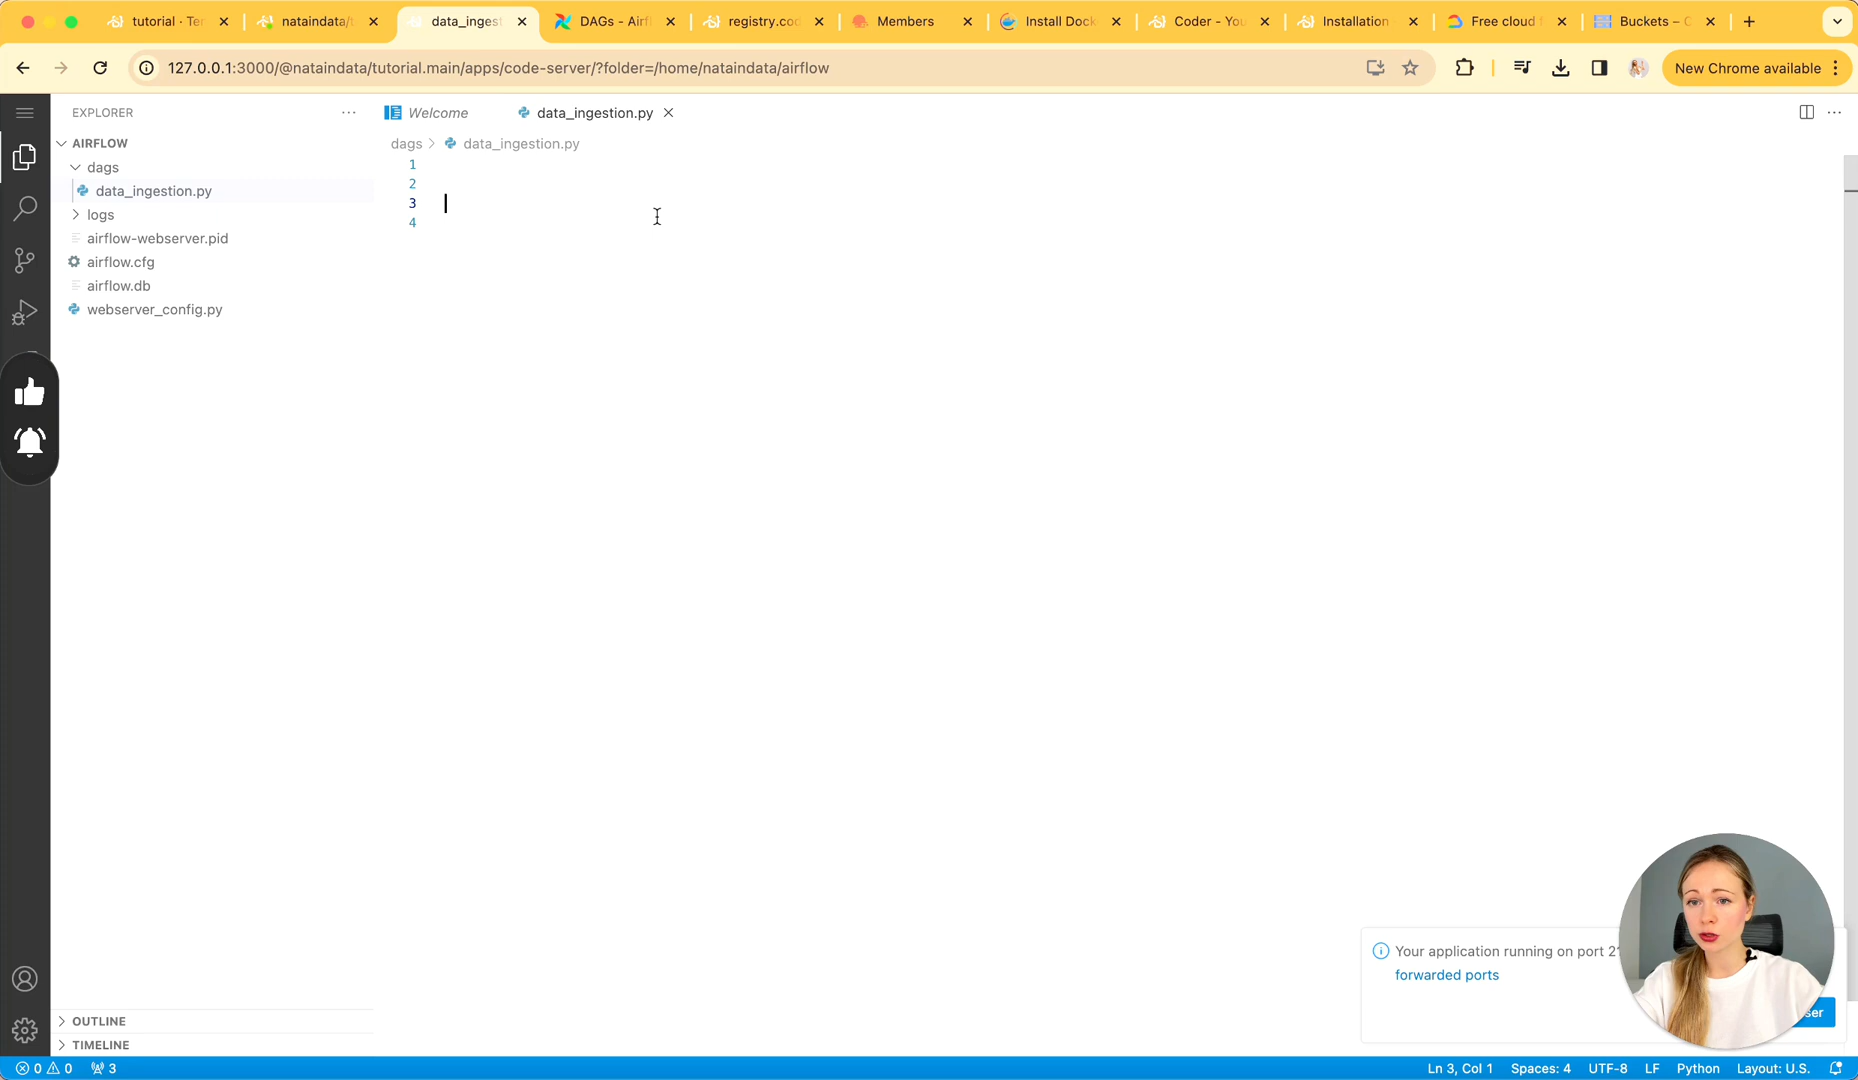 tutorial · Te
nataindata/t
data_ingest
DAGs - Airf
registry.cod
Members
Install Dock
Coder - You
Installation
Free cloud
Buckets – C
127.0.0.1:3000/@nataindata/tutorial.main/apps/code-server/?folder=/home/nataindata/airflow
New Chrome available
EXPLORER
AIRFLOW
dags
data_ingestion.py
logs
airflow-webserver.pid
airflow.cfg
airflow.db
webserver_config.py
OUTLINE
TIMELINE
Welcome
data_ingestion.py
dags
data_ingestion.py
1
2
3
4
Your application running on port
forwarded ports
0
0
3
Ln 3, Col 1
Spaces: 4
UTF-8
LF
Python
Layout: U.S.